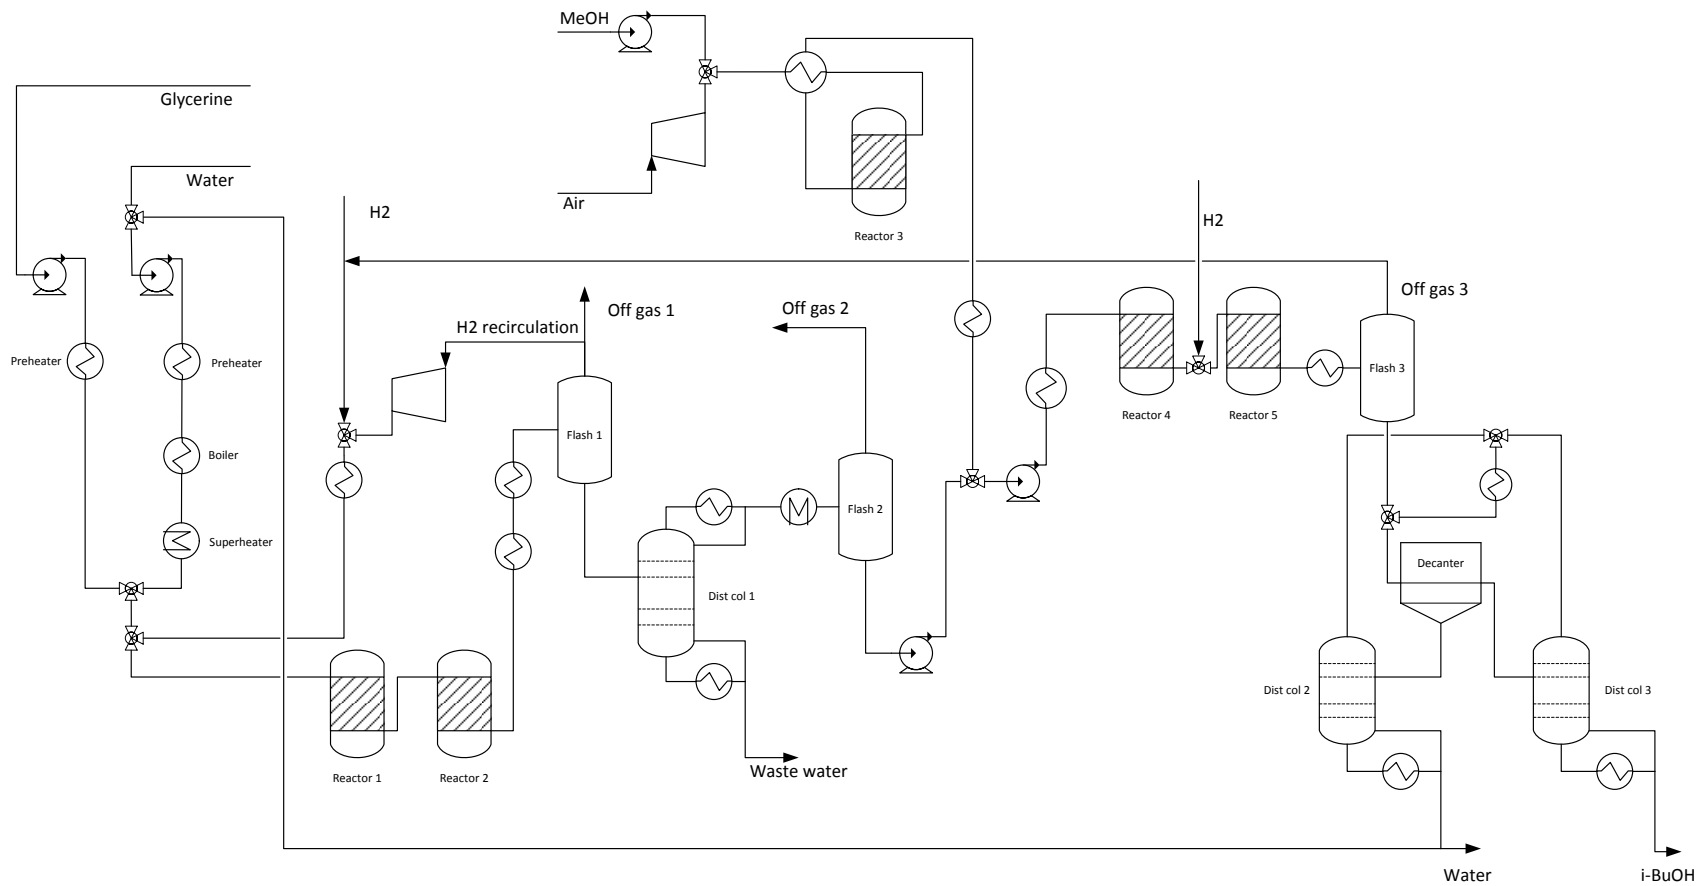 MeOH
Glycerine
Water
H2
Air
Reactor 3
H2
Off gas 1
Off gas 2
Off gas 3
H2 recirculation
Preheater
Preheater
Flash 3
Reactor 4
Reactor 5
Flash 1
Boiler
Flash 2
Superheater
Decanter
Dist col 1
Dist col 2
Dist col 3
Reactor 1
Reactor 2
Waste water
Water
i-BuOH